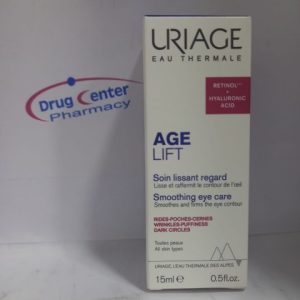 Drug Center
Pharmacy
URIAGE
EAU THERMALE
RETINOL
+
HYALURONIC
ACID
AGE
LIFT
Soin lissant regard
Lisse et raffermit le contour de l'œil
Smoothing eye care
Smoothes and firms the eye contour
RIDES-POCHES-CERNES
WRINKLES-PUFFINESS
DARK CIRCLES
Toutes peaux
All skin types
URIAGE, L'EAU THERMALE DES ALPES
15ml e 0.5fl.oz.